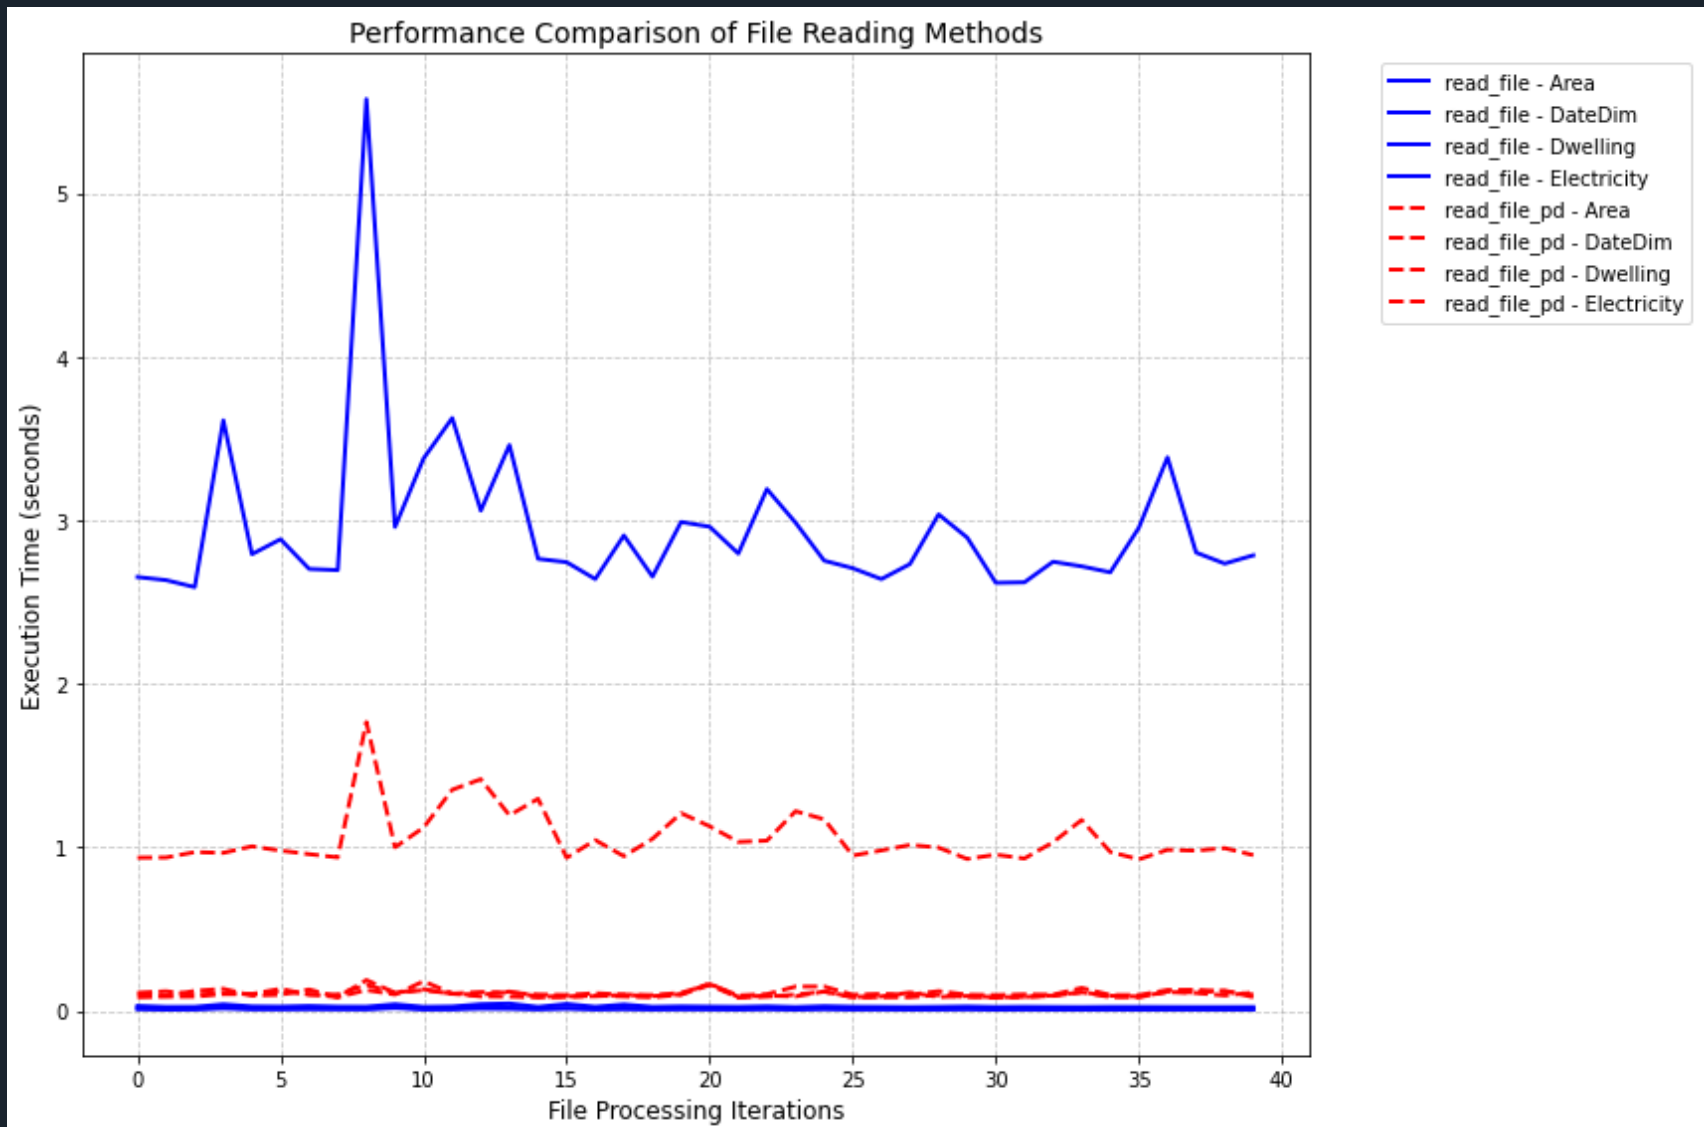 Performance Comparison of File Reading Methods
read_file - Area
read_file - DateDim
read_file - Dwelling
read_file - Electricity
read_file_pd - Area
read_file_pd - DateDim
read_file_pd - Dwelling
read_file_pd - Electricity
Execution Time (seconds)
5
4
3
2
1
0
0 5 10 15 20 25 30 35 40
File Processing Iterations